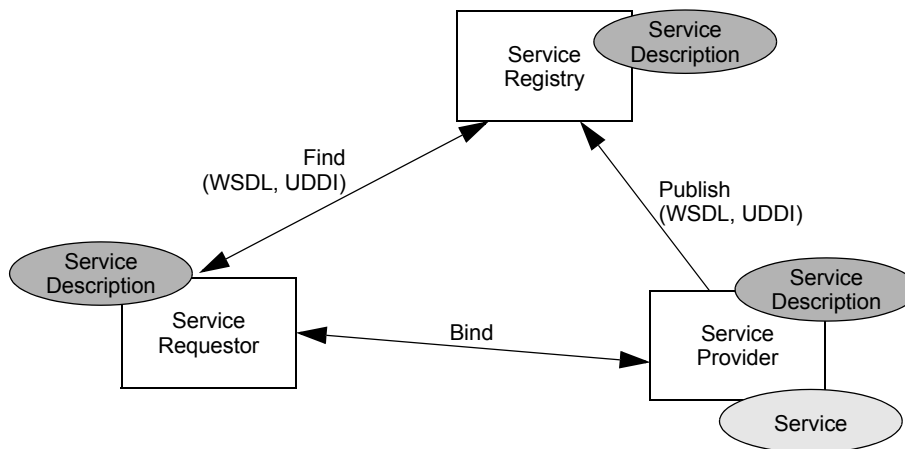 Service
Registry
Service
Description
Find
(WSDL, UDDI)
Publish
(WSDL, UDDI)
Service
Description
Service
Requestor
Bind
Service
Description
Service
Provider
Service